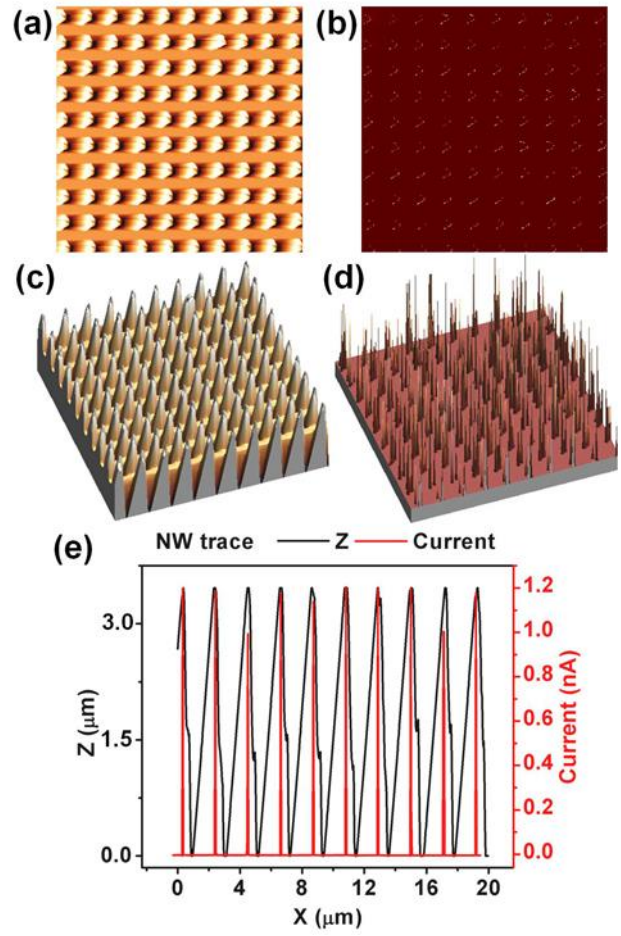 (a) (b)
(c) (d)
(e)
NW trace Z Current
3.0
1.5
0.0
Z (μm)
1.2
1.0
0.8
0.6
0.4
0.2
0.0
Current (nA)
0 4 8 12 16 20
X (μm)